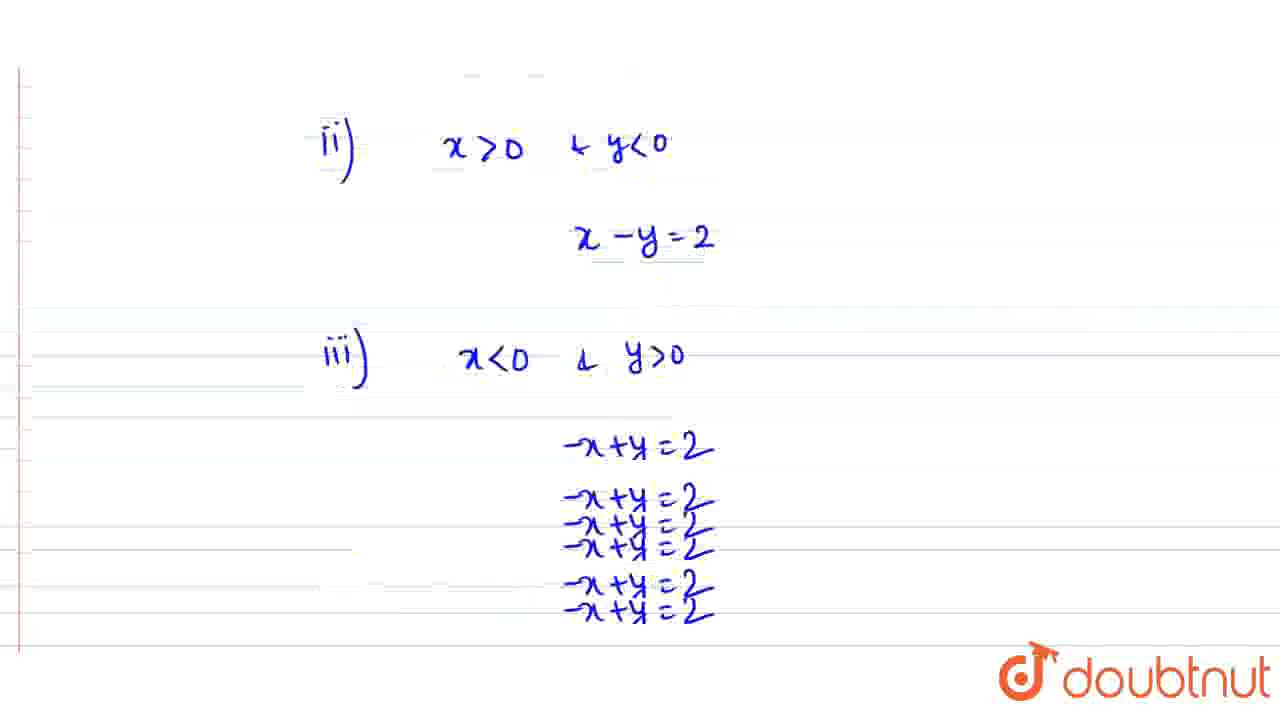 ii) x>0 & y<0
x-y=2
iii) x<0 & y>0
-x+y=2
-x+y=2
-x+y=2
-x+y=2
-x+y=2
-x+y=2
doubtnut